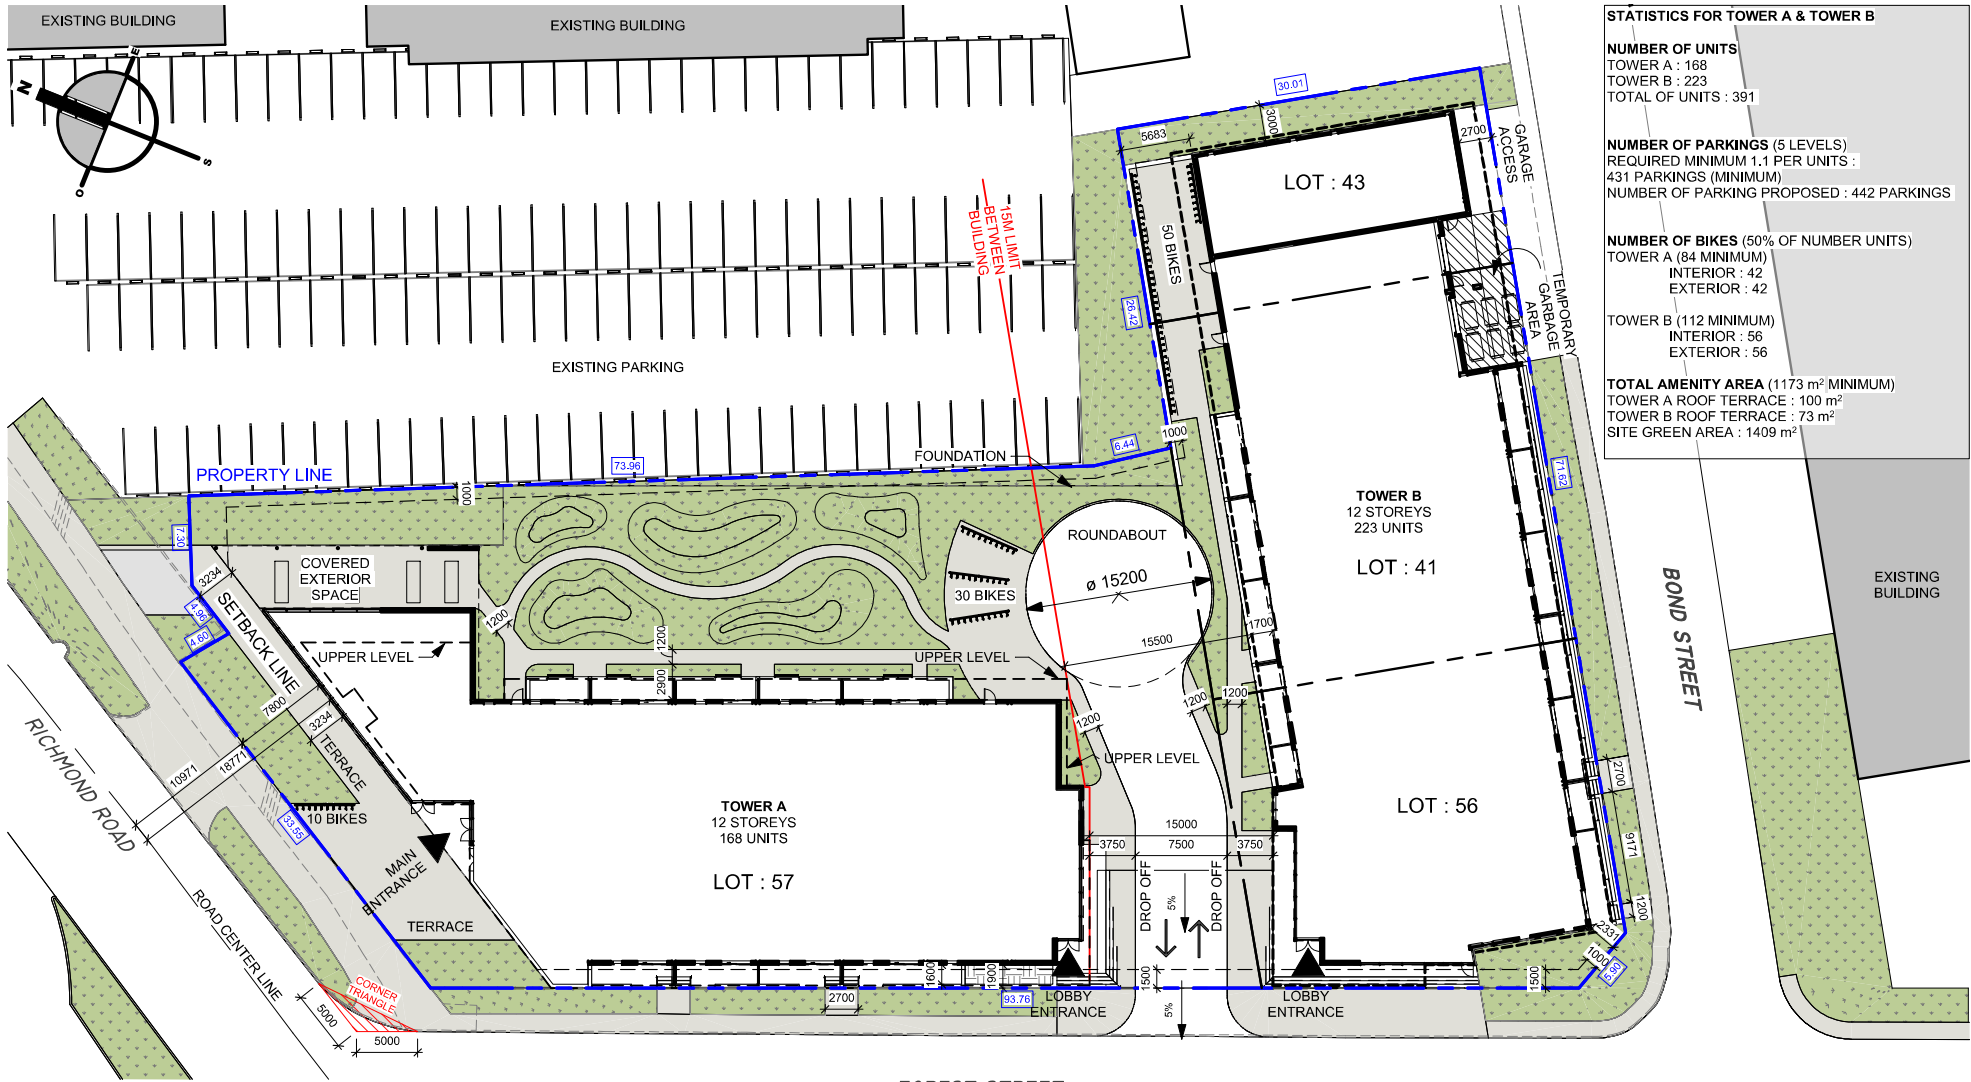 EXISTING BUILDING
EXISTING BUILDING
N
E
S
O
STATISTICS FOR TOWER A & TOWER B
NUMBER OF UNITS
TOWER A : 168
TOWER B : 223
TOTAL OF UNITS : 391
NUMBER OF PARKINGS (5 LEVELS)
REQUIRED MINIMUM 1.1 PER UNITS :
431 PARKINGS (MINIMUM)
NUMBER OF PARKING PROPOSED : 442 PARKINGS
NUMBER OF BIKES (50% OF NUMBER UNITS)
TOWER A (84 MINIMUM)
INTERIOR : 42
EXTERIOR : 42
TOWER B (112 MINIMUM)
INTERIOR : 56
EXTERIOR : 56
TOTAL AMENITY AREA (1173 m² MINIMUM)
TOWER A ROOF TERRACE : 100 m²
TOWER B ROOF TERRACE : 73 m²
SITE GREEN AREA : 1409 m²
30.01
3000
5683
2700
GARAGE
ACCESS
LOT : 43
50 BIKES
15M LIMIT
BETWEEN
BUILDING
26.42
TEMPORARY
GARBAGE
AREA
EXISTING PARKING
1000
6.44
FOUNDATION
73.96
PROPERTY LINE
1000
7.30
71.62
TOWER B
12 STOREYS
223 UNITS
LOT : 41
ROUNDABOUT
ø 15200
30 BIKES
COVERED
EXTERIOR
SPACE
3234
4.96
4.60
SETBACK LINE
1200
1200
UPPER LEVEL
UPPER LEVEL
15500
1700
2900
1200
1200
1200
UPPER LEVEL
EXISTING
BUILDING
BOND STREET
7800
3234
18771
10971
TERRACE
RICHMOND ROAD
10 BIKES
33.55
MAIN
ENTRANCE
TERRACE
TOWER A
12 STOREYS
168 UNITS
LOT : 57
LOT : 56
15000
3750
7500
3750
DROP OFF
DROP OFF
5%
5%
2700
9171
1200
2331
1000
5.90
1500
1500
1600
1900
2700
93.76
LOBBY
ENTRANCE
LOBBY
ENTRANCE
ROAD CENTER LINE
CORNER
TRIANGLE
5000
5000